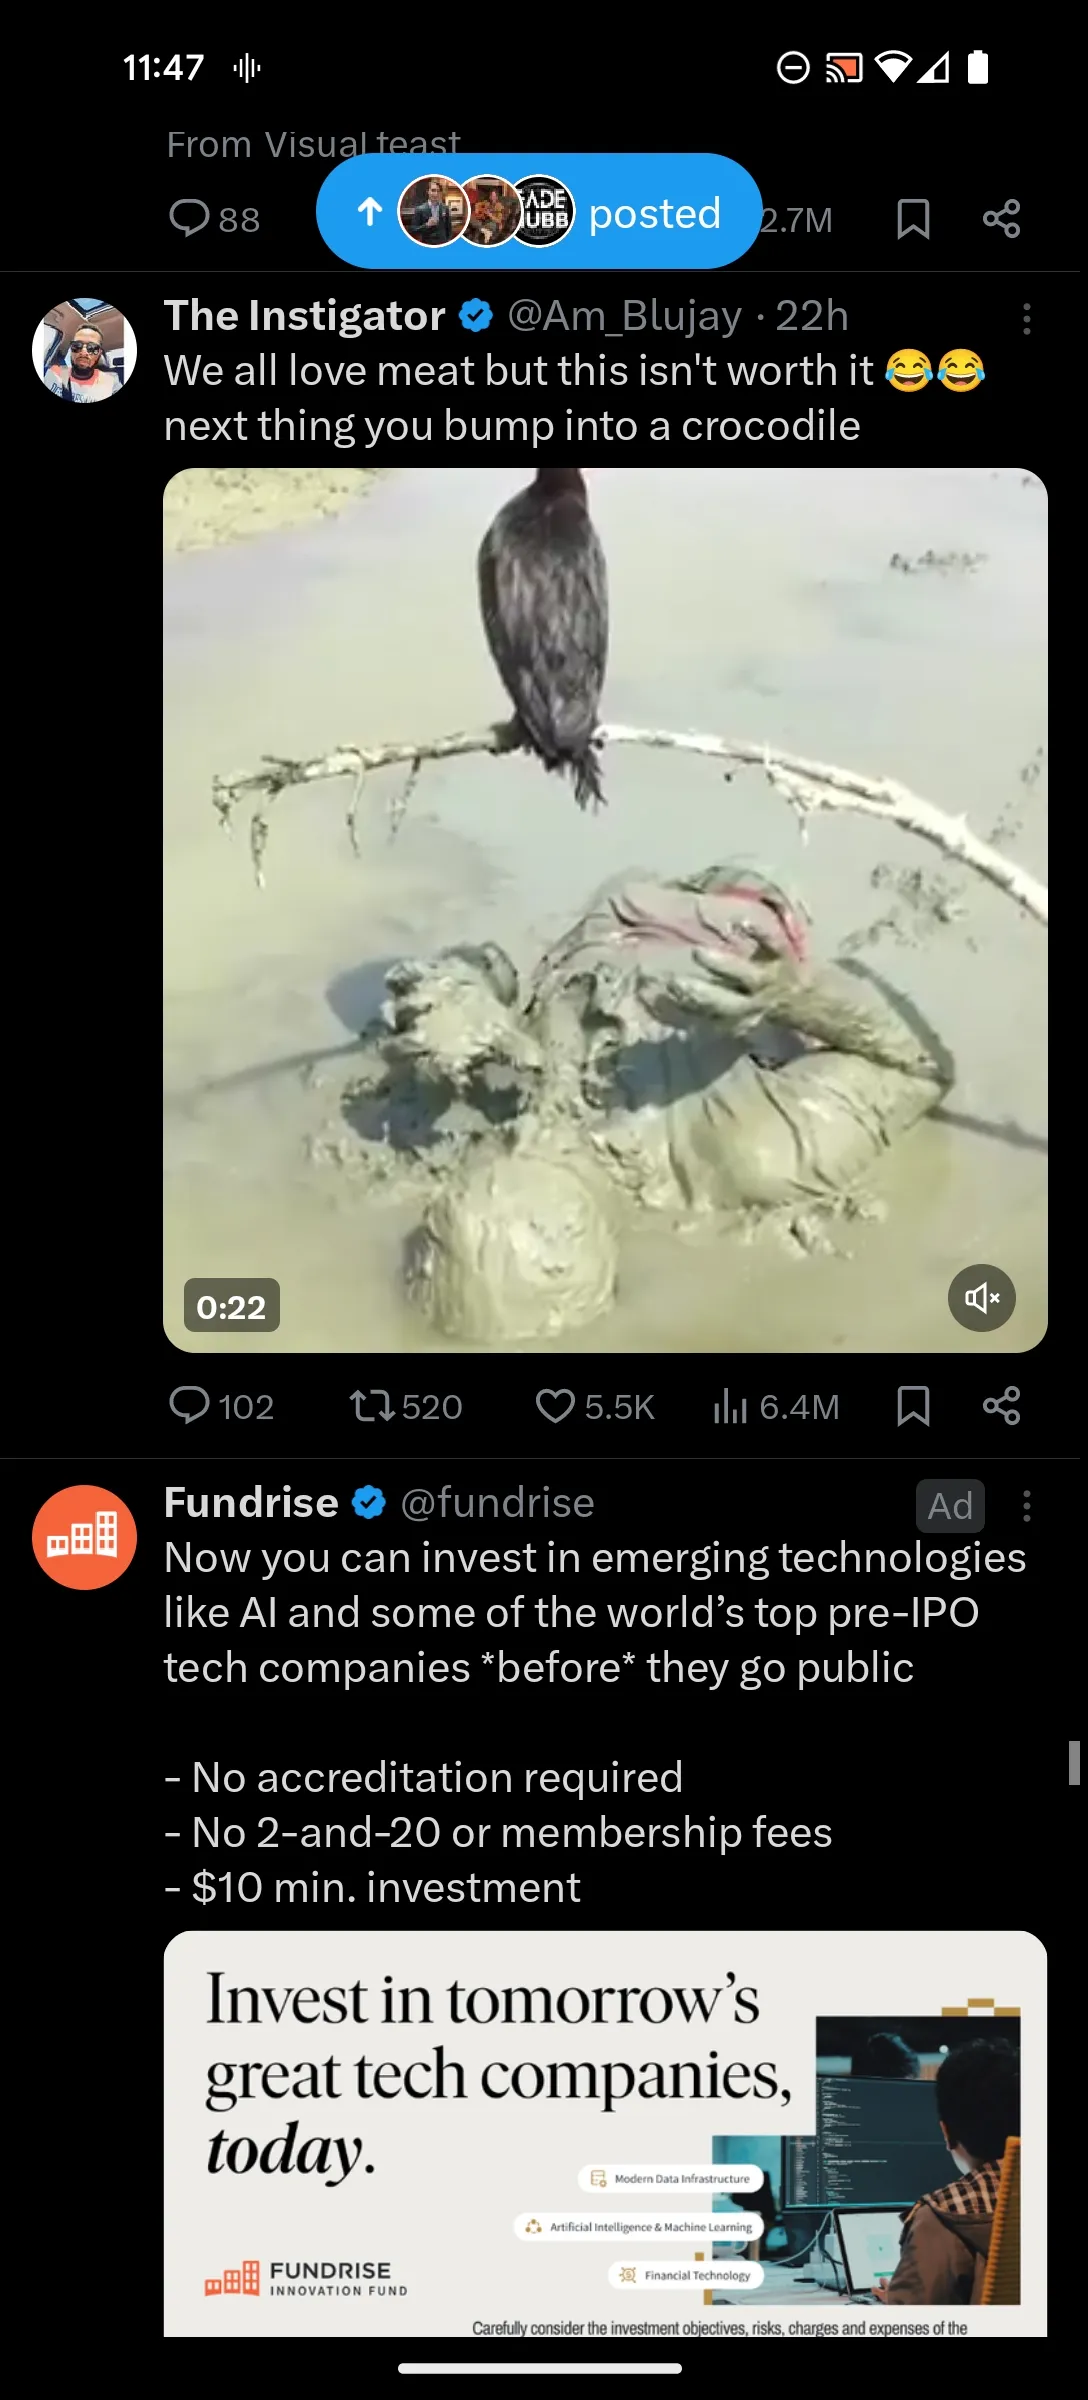 11:47
From Visual feast
88
posted
2.7M
The Instigator @Am_Blujay · 22h
We all love meat but this isn't worth it 😂😂
next thing you bump into a crocodile
0:22
102 520 5.5K 6.4M
Fundrise @fundrise Ad
Now you can invest in emerging technologies
like AI and some of the world’s top pre-IPO
tech companies *before* they go public
- No accreditation required
- No 2-and-20 or membership fees
- $10 min. investment
Invest in tomorrow’s
great tech companies,
today.
Modern Data Infrastructure
Artificial Intelligence & Machine Learning
Financial Technology
FUNDRISE
INNOVATION FUND
Carefully consider the investment objectives, risks, charges and expenses of the